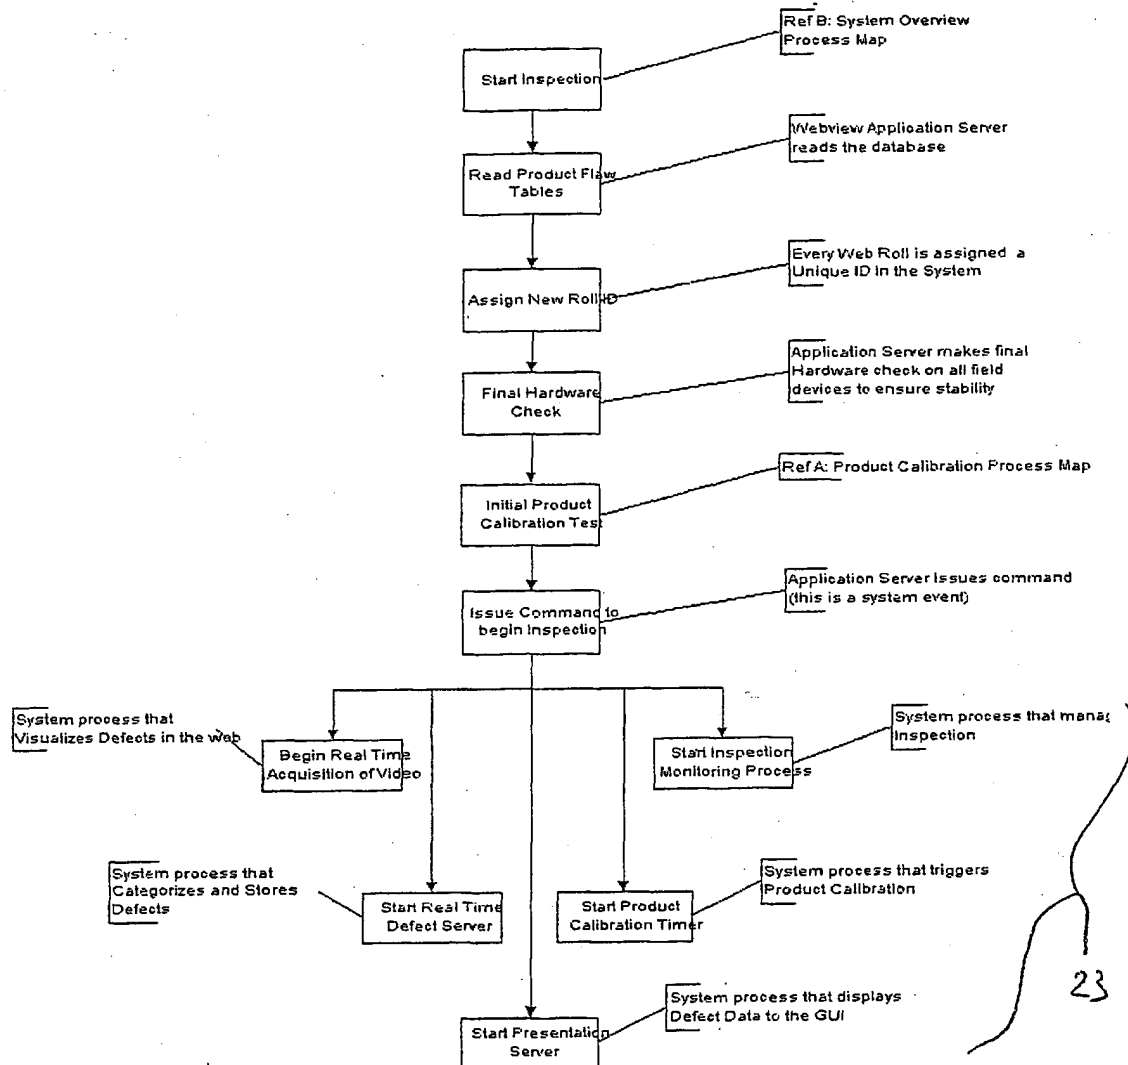 Ref B: System Overview
Process Map
Start Inspection
Webview Application Server
reads the database
Read Product Flaw
Tables
Every Web Roll is assigned a
Unique ID in the System
Assign New Roll ID
Application Server makes final
Hardware check on all field
devices to ensure stability
Final Hardware
Check
Ref A: Product Calibration Process Map
Initial Product
Calibration Test
Application Server Issues command
(this is a system event)
Issue Command to
begin Inspection
System process that
Visualizes Defects in the web
Begin Real Time
Acquisition of Video
System process that manag
Inspection
Start Inspection
Monitoring Process
System process that
Categorizes and Stores
Defects
Start Real Time
Defect Server
System process that triggers
Product Calibration
Start Product
Calibration Timer
System process that displays
Defect Data to the GUI
Start Presentation
Server
23